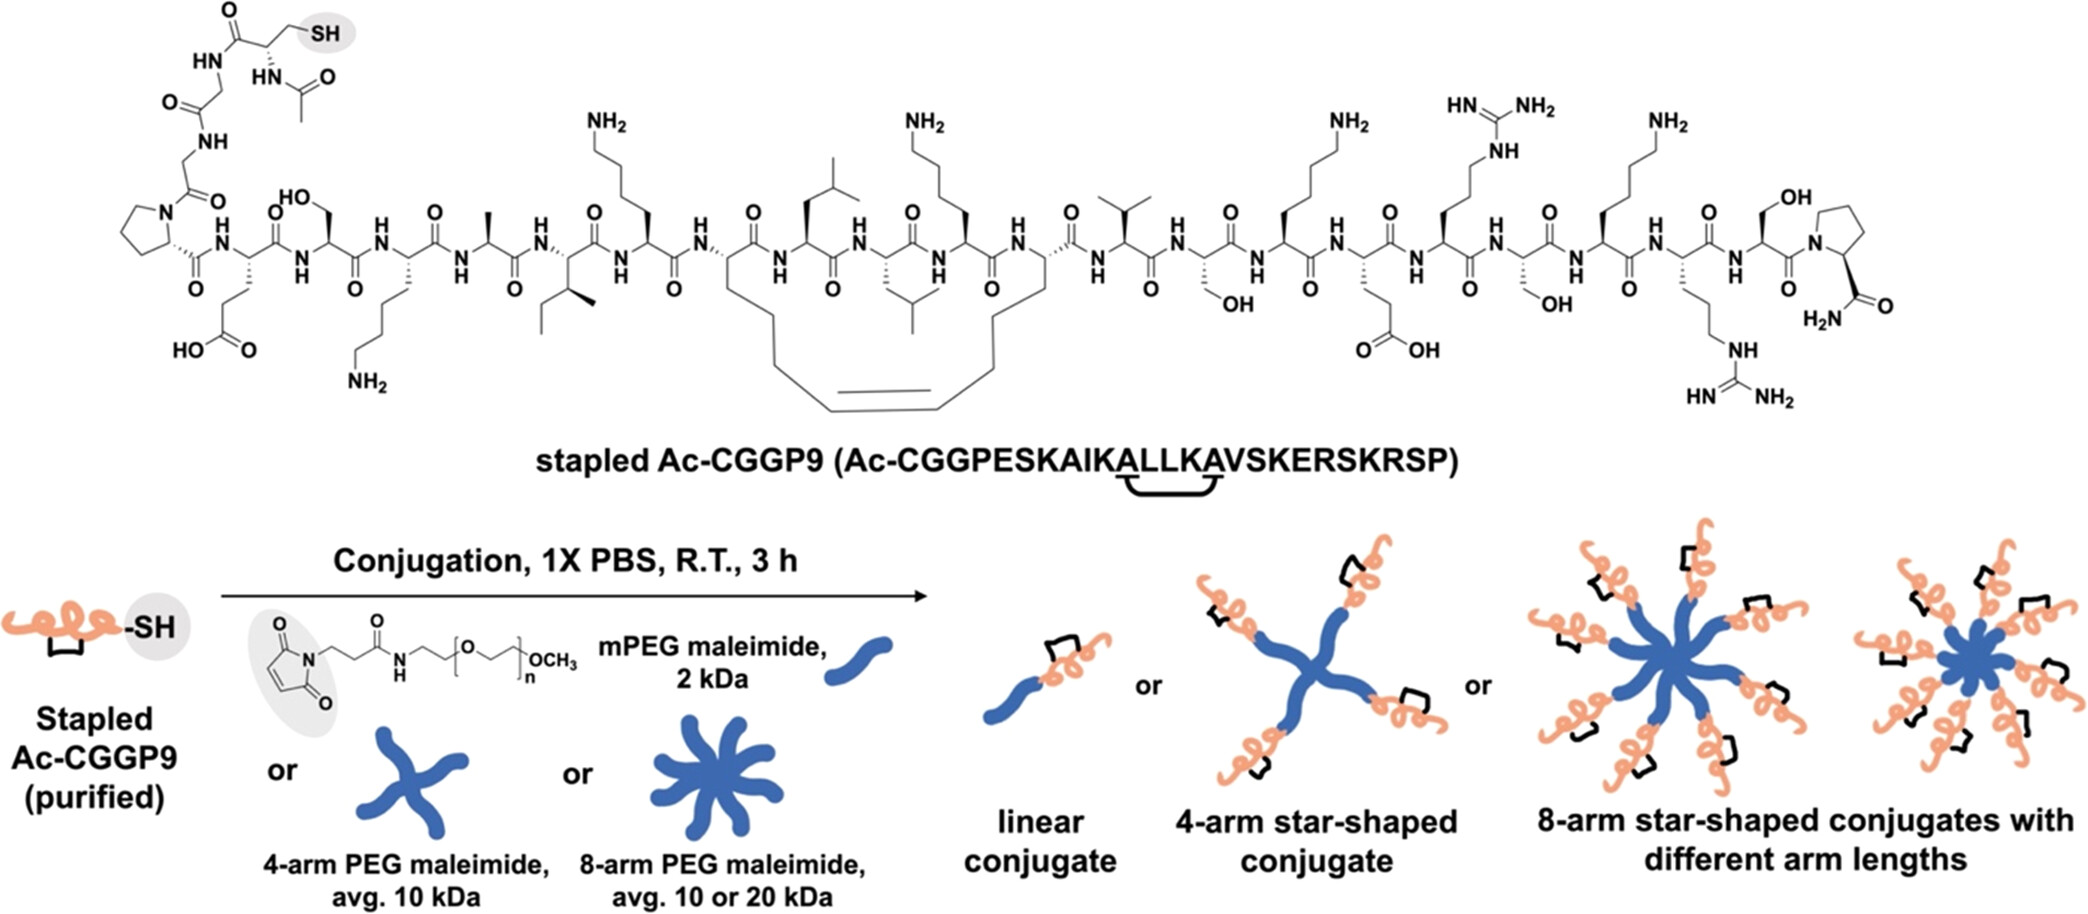 O
SH
HN
HN
O
O
NH
O
N
HO
H
N
O
N
H
O
H
N
O
N
H
O
H
N
O
N
H
O
H
N
O
N
H
O
H
N
O
N
H
O
H
N
O
N
H
O
H
N
O
N
H
O
H
N
O
N
H
O
H
N
O
N
H
O
H
N
O
N
H
O
N
O
HO
O
NH2
NH2
NH2
OH
NH2
O
OH
HN
NH2
NH
OH
NH2
NH
HN
NH2
OH
H2N
O
stapled Ac-CGGP9 (Ac-CGGPESKAIKALLKAVSKERSKRSP)
Conjugation, 1X PBS, R.T., 3 h
-SH
Stapled
Ac-CGGP9
(purified)
O
N
O
O
N
H
O
n
OCH3
mPEG maleimide,
2 kDa
or
4-arm PEG maleimide,
avg. 10 kDa
or
8-arm PEG maleimide,
avg. 10 or 20 kDa
linear
conjugate
or
4-arm star-shaped
conjugate
or
8-arm star-shaped conjugates with
different arm lengths